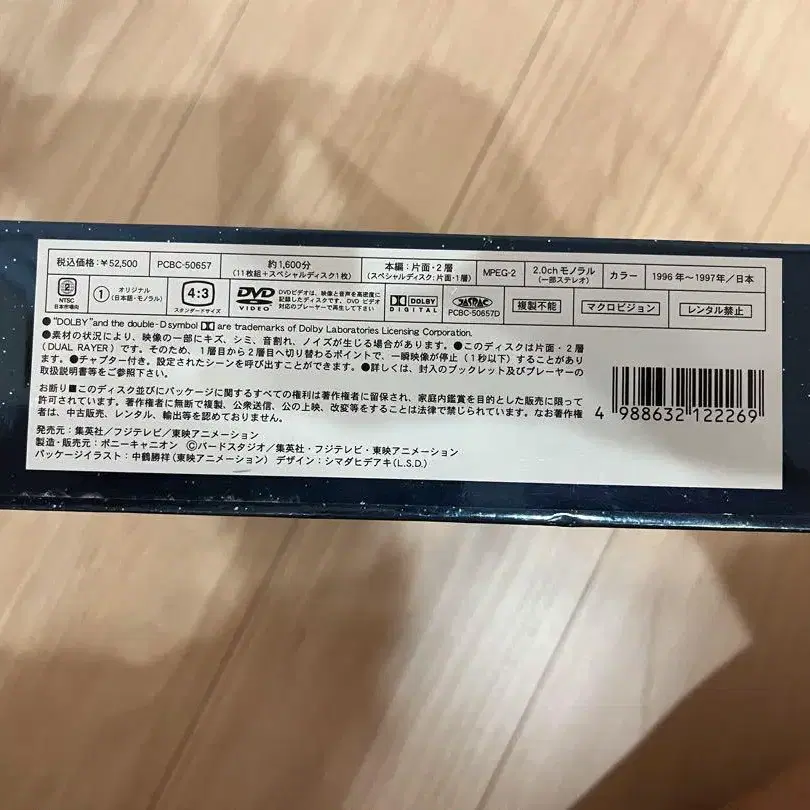 税込価格：￥52,500 PCBC-50657 約1,600分 (11枚組＋スペシャルディスク1枚) 本編：片面・2層 (スペシャルディスク:片面・1層) MPEG-2 2.0chモノラル (一部ステレオ) カラー 1996年～1997年／日本
2 NTSC 日本市場向 1 オリジナル (日本語・モノラル) 4:3 スタンダードサイズ DVD VIDEO DVDビデオは、映像と音声を高密度に 記録したディスクです。DVDビデオ 対応のプレーヤーで再生して下さい DOLBY DIGITAL JASRAC PCBC-50657D 複製不能 マクロビジョン レンタル禁止
●“DOLBY”and the double-D symbol are trademarks of Dolby Laboratories Licensing Corporation.
●素材の状況により、映像の一部にキズ、シミ、音割れ、ノイズが生じる場合があります。●このディスクは片面・2層
(DUAL RAYER)です。そのため、1層目から2層目へ切り替わるポイントで、一瞬映像が停止(1秒以下)することがあり
ます。●チャプター付き。設定されたシーンを呼び出すことができます。●詳しくは、封入のブックレット及びプレーヤーの
取扱説明書等をご参照下さい。
お断り■このディスク並びにパッケージに関するすべての権利は著作権者に留保され、家庭内鑑賞を目的とした販売に限って
許可されています。著作権者に無断で複製、公衆送信、公の上映、改変等をすることは法律で禁じられています。なお著作権
者は、中古販売、レンタル、輸出等を認めておりません。
発売元：集英社／フジテレビ／東映アニメーション
製造・販売元：ポニーキャニオン Ⓒバードスタジオ／集英社・フジテレビ・東映アニメーション
パッケージイラスト：中鶴勝祥(東映アニメーション) デザイン：シマダヒデアキ(L.S.D.)
4 988632 122269